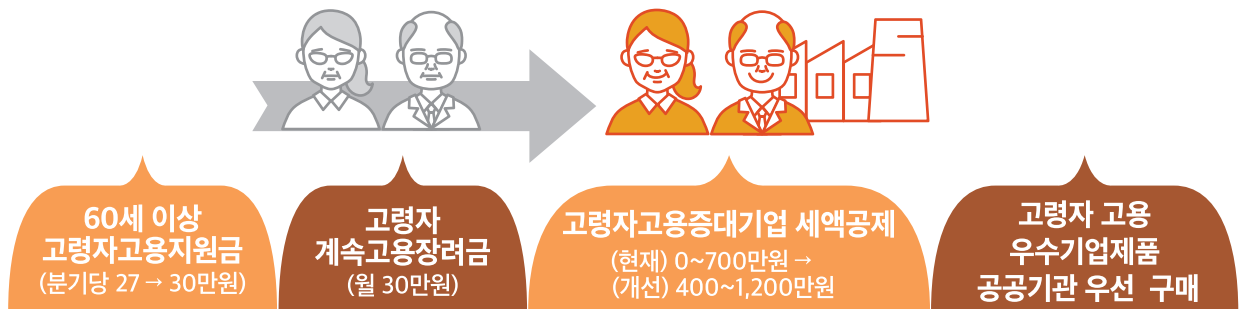 60세 이상
고령자고용지원금
(분기당 27 → 30만원)
고령자
계속고용장려금
(월 30만원)
고령자고용증대기업 세액공제
(현재) 0~700만원 →
(개선) 400~1,200만원
고령자 고용
우수기업제품
공공기관 우선 구매